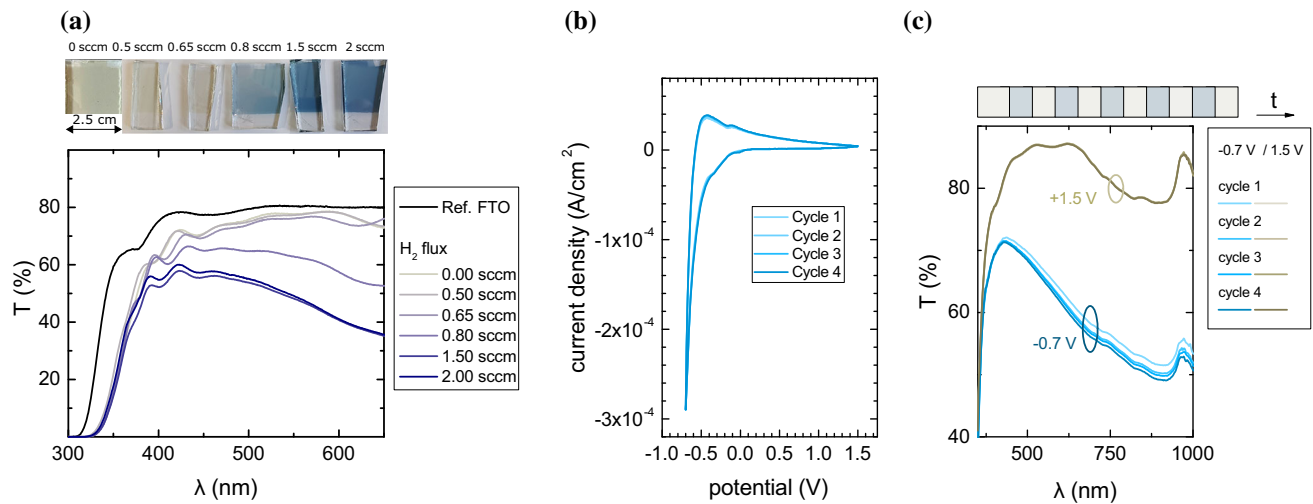 (a)
0 sccm 0.5 sccm 0.65 sccm 0.8 sccm 1.5 sccm 2 sccm
2.5 cm
80
60
40
20
T (%)
300 400 500 600
λ (nm)
Ref. FTO
H2 flux
0.00 sccm
0.50 sccm
0.65 sccm
0.80 sccm
1.50 sccm
2.00 sccm
(b)
0
-1x10-4
-2x10-4
-3x10-4
current density (A/cm2)
-1.0 -0.5 0.0 0.5 1.0 1.5
potential (V)
Cycle 1
Cycle 2
Cycle 3
Cycle 4
(c)
t
80
60
40
T (%)
500 750 1000
λ (nm)
+1.5 V
-0.7 V
-0.7 V / 1.5 V
cycle 1
cycle 2
cycle 3
cycle 4